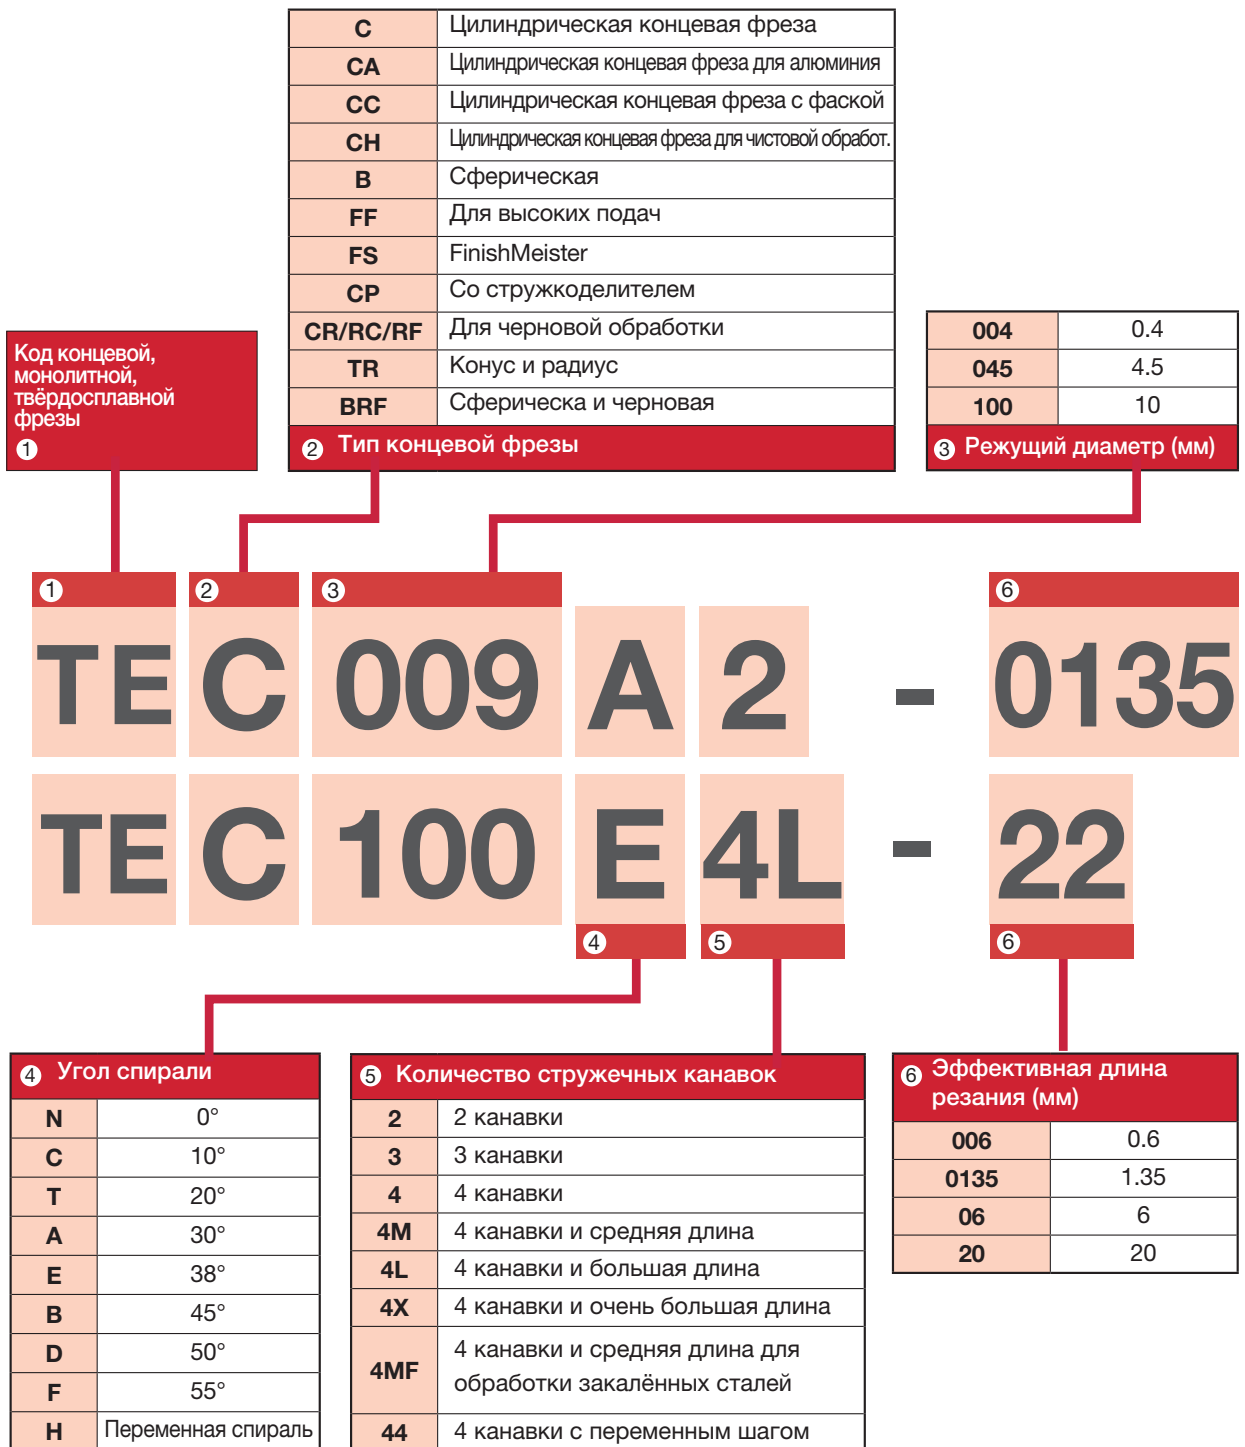 C Цилиндрическая концевая фреза
CA Цилиндрическая концевая фреза для алюминия
CC Цилиндрическая концевая фреза с фаской
CH Цилиндрическая концевая фреза для чистовой обработ.
B Сферическая
FF Для высоких подач
FS FinishMeister
CP Со стружкоделителем
CR/RC/RF Для черновой обработки
TR Конус и радиус
BRF Сферическа и черновая
② Тип концевой фрезы
Код концевой,
монолитной,
твёрдосплавной
фрезы
①
004 0.4
045 4.5
100 10
③ Режущий диаметр (мм)
① ② ③ ⑥
TE C 009 A 2 - 0135
TE C 100 E 4L - 22
④ ⑤ ⑥
④ Угол спирали
N 0°
C 10°
T 20°
A 30°
E 38°
B 45°
D 50°
F 55°
H Переменная спираль
⑤ Количество стружечных канавок
2 2 канавки
3 3 канавки
4 4 канавки
4M 4 канавки и средняя длина
4L 4 канавки и большая длина
4X 4 канавки и очень большая длина
4MF 4 канавки и средняя длина для
обработки закалённых сталей
44 4 канавки с переменным шагом
⑥ Эффективная длина
резания (мм)
006 0.6
0135 1.35
06 6
20 20